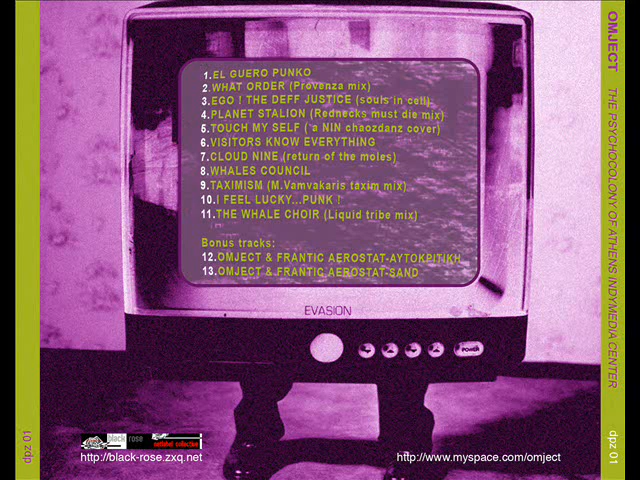 1.EL GUERO PUNKO
2.WHAT ORDER (Provenza mix)
3.EGO ! THE DEFF JUSTICE (souls in cell)
4.PLANET STALION (Rednecks must die mix)
5.TOUCH MY SELF (`a NIN chaozdanz cover)
6.VISITORS KNOW EVERYTHING
7.CLOUD NINE (return of the moles)
8.WHALES COUNCIL
9.TAXIMISM (M.Vamvakaris taxim mix)
10.I FEEL LUCKY...PUNK !
11.THE WHALE CHOIR (Liquid tribe mix)
Bonus tracks:
12.OMJECT & FRANTIC AEROSTAT-ΑΥΤΟΚΡΙΤΙΚΗ
13.OMJECT & FRANTIC AEROSTAT-SAND
EVASION
POWER
black rose
http://black-rose.zxq.net
http://www.myspace.com/omject
dpz 01
OMJECT THE PSYCHOCOLONY OF ATHENS INDYMEDIA CENTER
dpz 01